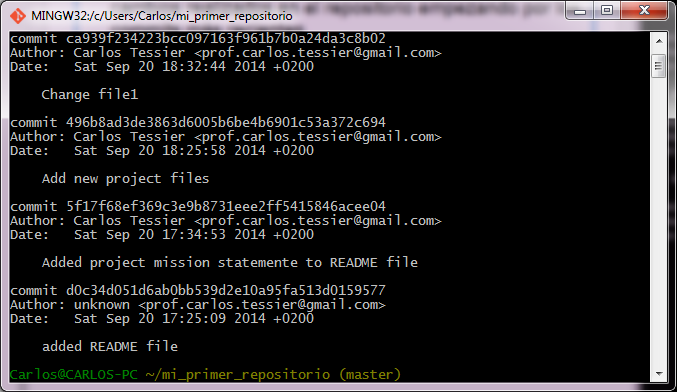 MINGW32:/c/Users/Carlos/mi_primer_repositorio
commit ca939f234223bcc097163f961b7b0a24da3c8b02
Author: Carlos Tessier <prof.carlos.tessier@gmail.com>
Date:   Sat Sep 20 18:32:44 2014 +0200
    Change file1
commit 496b8ad3de3863d6005b6be4b6901c53a372c694
Author: Carlos Tessier <prof.carlos.tessier@gmail.com>
Date:   Sat Sep 20 18:25:58 2014 +0200
    Add new project files
commit 5f17f68ef369c3e9b8731eee2ff5415846acee04
Author: Carlos Tessier <prof.carlos.tessier@gmail.com>
Date:   Sat Sep 20 17:34:53 2014 +0200
    Added project mission statemente to README file
commit d0c34d051d6ab0bb539d2e10a95fa513d0159577
Author: unknown <prof.carlos.tessier@gmail.com>
Date:   Sat Sep 20 17:25:09 2014 +0200
    added README file
Carlos@CARLOS-PC ~/mi_primer_repositorio (master)